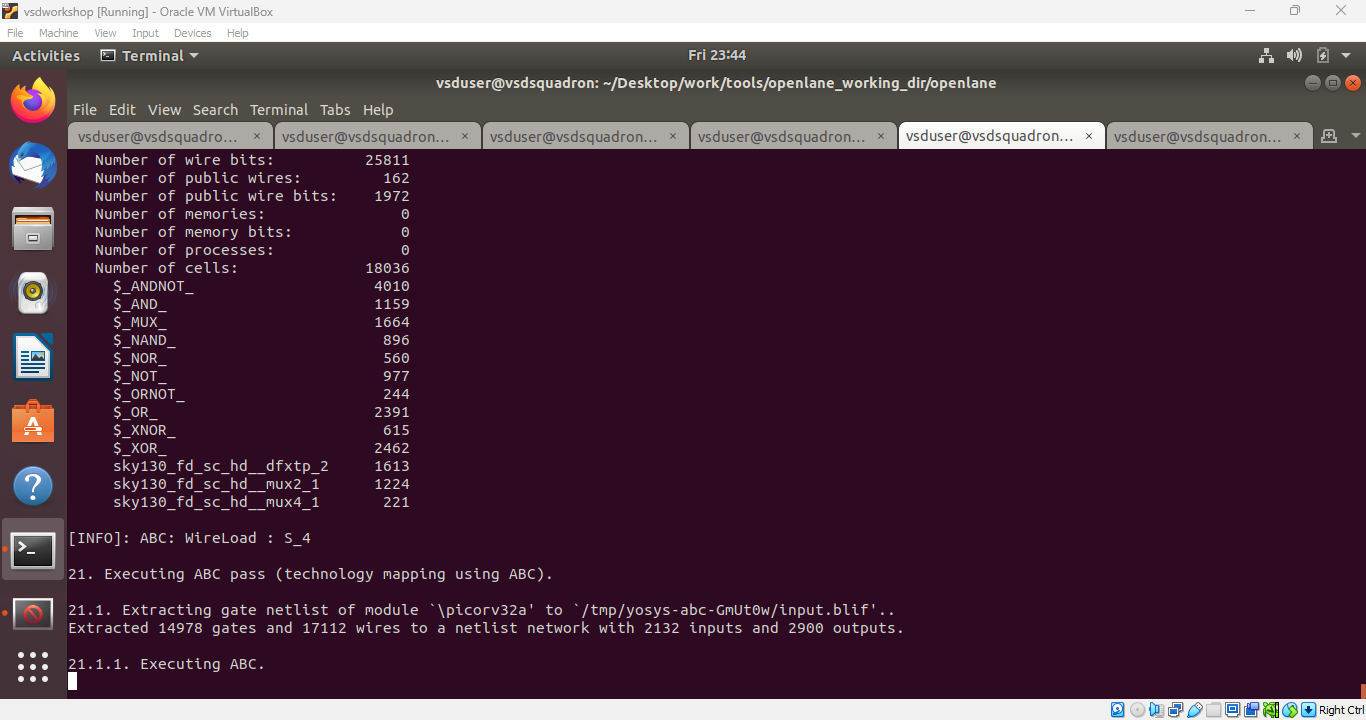 vsdworkshop [Running] - Oracle VM VirtualBox
File Machine View Input Devices Help
Activities Terminal Fri 23:44
vsduser@vsdsquadron: ~/Desktop/work/tools/openlane_working_dir/openlane
File Edit View Search Terminal Tabs Help
vsduser@vsdsquadro... × vsduser@vsdsquadron... × vsduser@vsdsquadron... × vsduser@vsdsquadron... × vsduser@vsdsquadron... × vsduser@vsdsquadron... ×
Number of wire bits: 25811
Number of public wires: 162
Number of public wire bits: 1972
Number of memories: 0
Number of memory bits: 0
Number of processes: 0
Number of cells: 18036
$_ANDNOT_ 4010
$_AND_ 1159
$_MUX_ 1664
$_NAND_ 896
$_NOR_ 560
$_NOT_ 977
$_ORNOT_ 244
$_OR_ 2391
$_XNOR_ 615
$_XOR_ 2462
sky130_fd_sc_hd__dfxtp_2 1613
sky130_fd_sc_hd__mux2_1 1224
sky130_fd_sc_hd__mux4_1 221
[INFO]: ABC: WireLoad : S_4
21. Executing ABC pass (technology mapping using ABC).
21.1. Extracting gate netlist of module `\picorv32a' to `/tmp/yosys-abc-GmUt0w/input.blif'..
Extracted 14978 gates and 17112 wires to a netlist network with 2132 inputs and 2900 outputs.
21.1.1. Executing ABC.
Right Ctrl